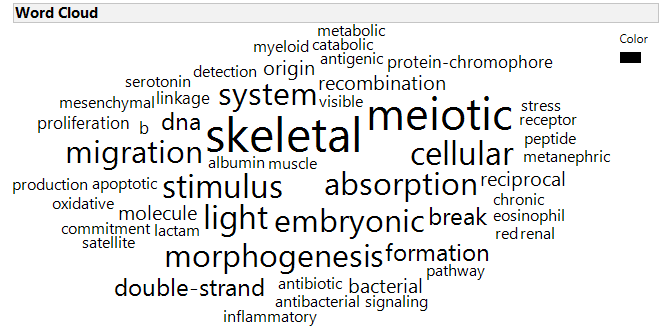 Word Cloud
metabolic
Color
myeloid catabolic
antigenic protein-chromophore
detection origin
serotonin system recombination
mesenchymal linkage visible
meiotic stress
proliferation b dna skeletal receptor
peptide
migration cellular metanephric
albumin muscle
production apoptotic stimulus absorption reciprocal
oxidative chronic
molecule light embryonic break eosinophil
commitment lactam red renal
satellite
morphogenesis formation
pathway
double-strand antibiotic bacterial
antibacterial signaling
inflammatory